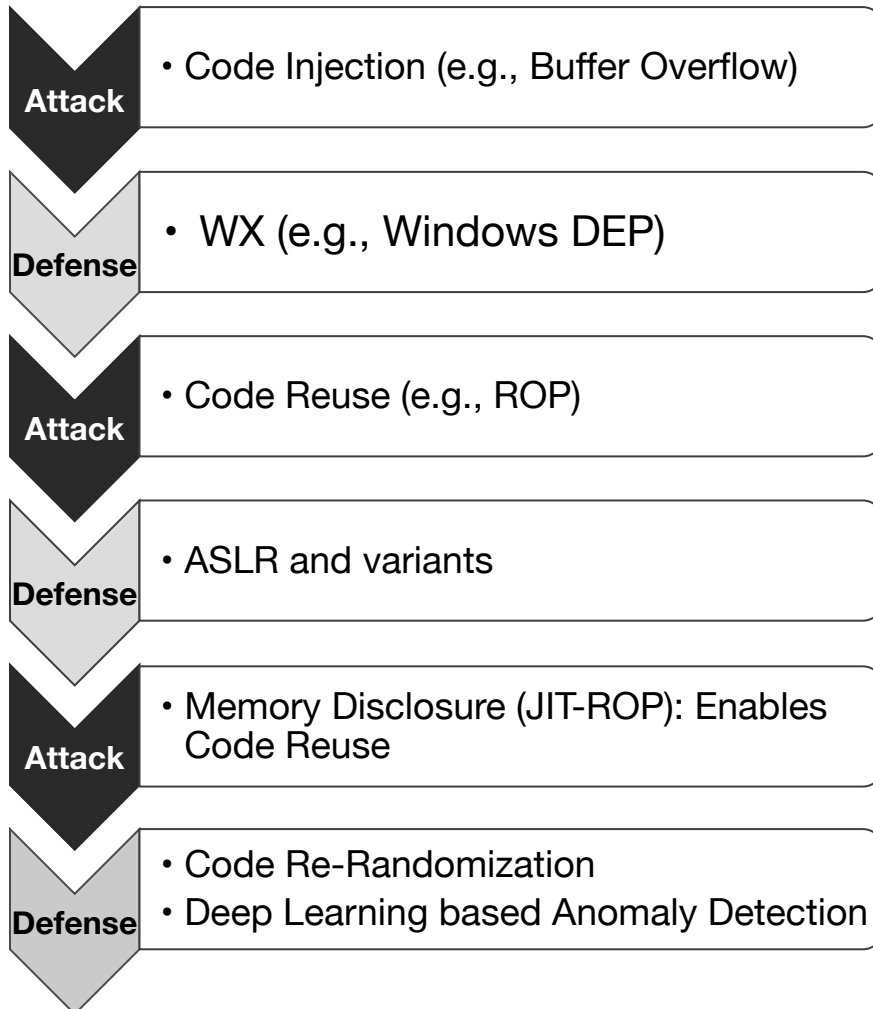 Attack
• Code Injection (e.g., Buffer Overflow)
Defense
• WX (e.g., Windows DEP)
Attack
• Code Reuse (e.g., ROP)
Defense
• ASLR and variants
Attack
• Memory Disclosure (JIT-ROP): Enables
Code Reuse
Defense
• Code Re-Randomization
• Deep Learning based Anomaly Detection